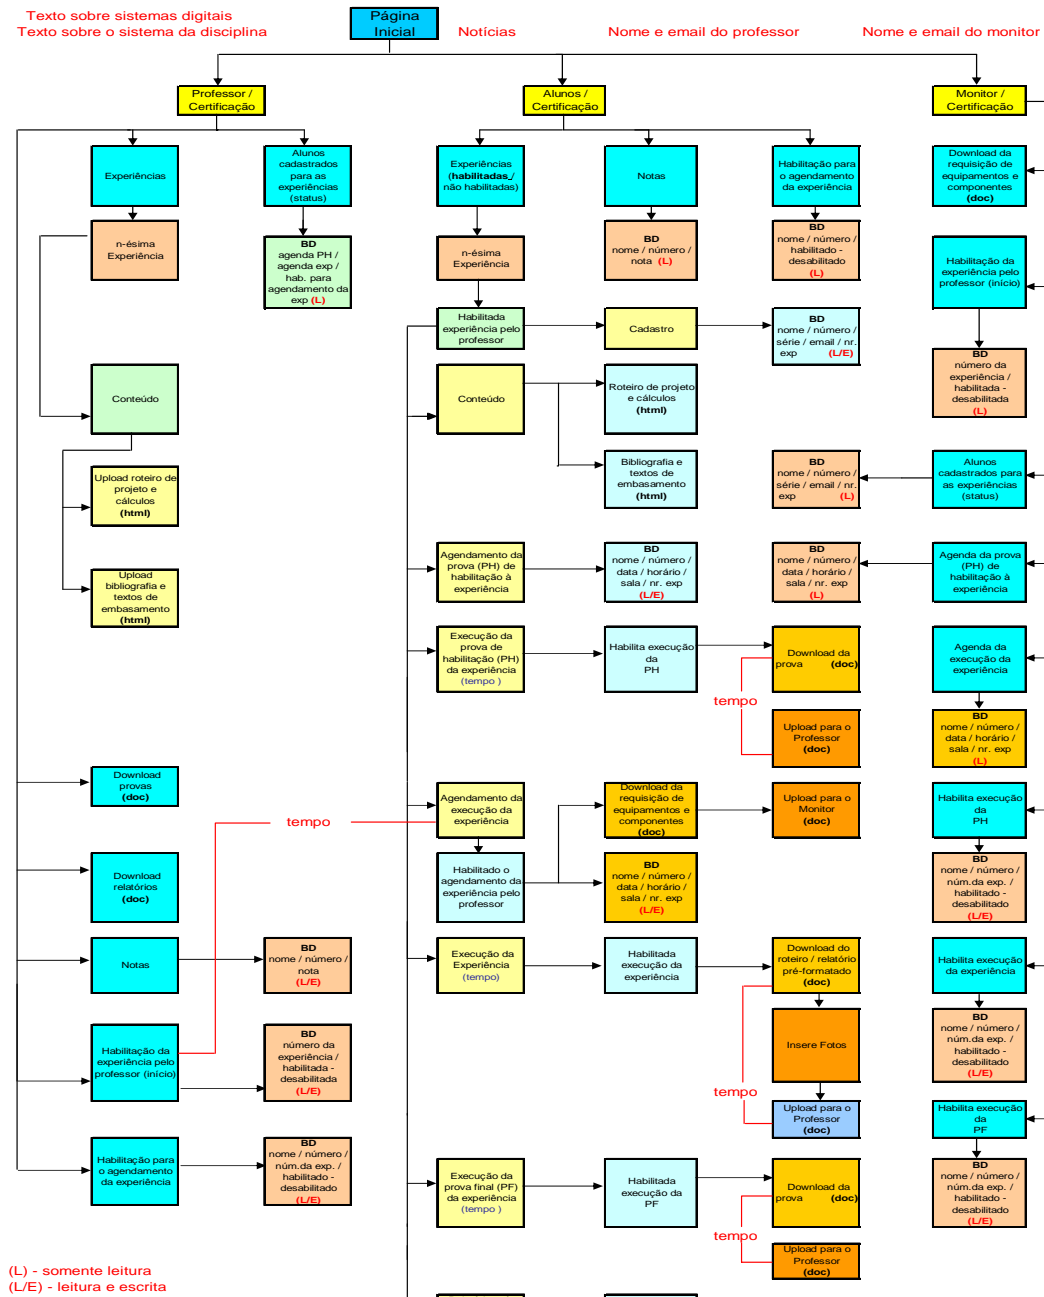 Texto sobre sistemas digitais
Texto sobre o sistema da disciplina
Página
Inicial
Notícias
Nome e email do professor
Nome e email do monitor
Professor /
Certificação
Alunos /
Certificação
Monitor /
Certificação
Experiências
Alunos
cadastrados
para as
experiências
(status)
Experiências
(habilitadas /
não habilitadas)
Notas
Habilitação para
o agendamento
da experiência
Download da
requisição de
equipamentos e
componentes
(doc)
n-ésima
Experiência
BD
agenda PH /
agenda exp /
hab. para
agendamento da
exp (L)
n-ésima
Experiência
BD
nome / número /
nota (L)
BD
nome / número /
habilitado -
desabilitado
(L)
Habilitação da
experiência pelo
professor (início)
Habilitada
experiência pelo
professor
Cadastro
BD
nome / número /
série / email / nr.
exp (L/E)
BD
número da
experiência /
habilitada -
desabilitada
(L)
Conteúdo
Conteúdo
Roteiro de projeto
e cálculos
(html)
Upload roteiro de
projeto e
cálculos
(html)
Bibliografia e
textos de
embasamento
(html)
BD
nome / número /
série / email / nr.
exp (L)
Alunos
cadastrados para
as experiências
(status)
Upload
bibliografia e
textos de
embasamento
(html)
Agendamento da
prova (PH) de
habilitação à
experiência
BD
nome / número /
data / horário /
sala / nr. exp
(L/E)
BD
nome / número /
data / horário /
sala / nr. exp
(L)
Agenda da prova
(PH) de
habilitação à
experiência
Execução da
prova de
habilitação (PH)
da experiência
(tempo )
Habilita execução
da
PH
Download da
prova (doc)
Agenda da
execução da
experiência
tempo
Upload para o
Professor
(doc)
BD
nome / número /
data / horário /
sala / nr. exp
(L)
Download
provas
(doc)
tempo
Agendamento da
execução da
experiência
Download da
requisição de
equipamentos e
componentes
(doc)
Upload para o
Monitor
(doc)
Habilita execução
da
PH
Download
relatórios
(doc)
Habilitado o
agendamento da
experiência pelo
professor
BD
nome / número /
data / horário /
sala / nr. exp
(L/E)
BD
nome / número /
núm.da exp. /
habilitado -
desabilitado
(L/E)
Notas
BD
nome / número /
nota
(L/E)
Execução da
Experiência
(tempo)
Habilitada
execução da
experiência
Download do
roteiro / relatório
pré-formatado
(doc)
Habilita execução
da experiência
Habilitação da
experiência pelo
professor (início)
BD
número da
experiência /
habilitada -
desabilitada
(L/E)
Insere Fotos
BD
nome / número /
núm.da exp. /
habilitado -
desabilitado
(L/E)
tempo
Upload para o
Professor
(doc)
Habilita execução
da
PF
Habilitação para
o agendamento
da experiência
BD
nome / número /
núm.da exp. /
habilitado -
desabilitado
(L/E)
Execução da
prova final (PF)
da experiência
(tempo )
Habilitada
execução da
PF
Download da
prova (doc)
BD
nome / número /
núm.da exp. /
habilitado -
desabilitado
(L/E)
tempo
Upload para o
Professor
(doc)
(L) - somente leitura
(L/E) - leitura e escrita